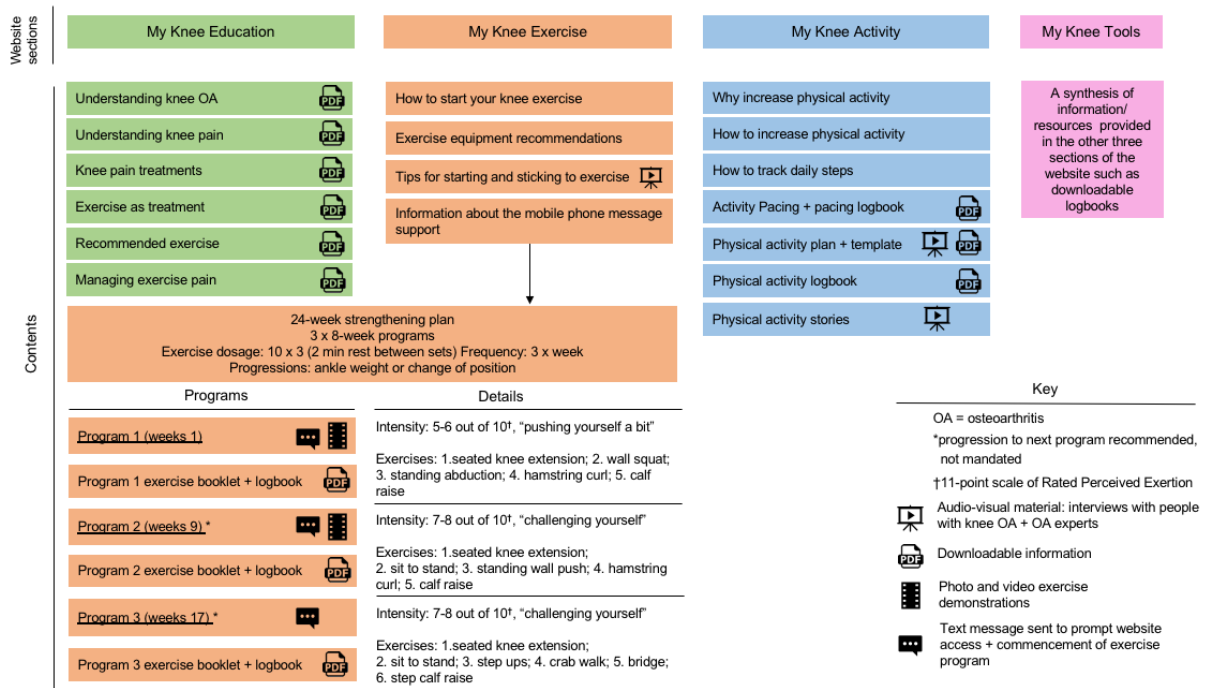 Website
sections
My Knee Education
My Knee Exercise
My Knee Activity
My Knee Tools
Contents
Understanding knee OA
PDF
Understanding knee pain
PDF
Knee pain treatments
PDF
Exercise as treatment
PDF
Recommended exercise
PDF
Managing exercise pain
PDF
How to start your knee exercise
Exercise equipment recommendations
Tips for starting and sticking to exercise
Information about the mobile phone message
support
Why increase physical activity
How to increase physical activity
How to track daily steps
Activity Pacing + pacing logbook
PDF
Physical activity plan + template
PDF
Physical activity logbook
PDF
Physical activity stories
A synthesis of
information/
resources provided
in the other three
sections of the
website such as
downloadable
logbooks
24-week strengthening plan
3 x 8-week programs
Exercise dosage: 10 x 3 (2 min rest between sets) Frequency: 3 x week
Progressions: ankle weight or change of position
Programs
Details
Program 1 (weeks 1)
Program 1 exercise booklet + logbook
PDF
Intensity: 5-6 out of 10†, “pushing yourself a bit”
Exercises: 1.seated knee extension; 2. wall squat;
3. standing abduction; 4. hamstring curl; 5. calf
raise
Program 2 (weeks 9) *
Program 2 exercise booklet + logbook
PDF
Intensity: 7-8 out of 10†, “challenging yourself”
Exercises: 1.seated knee extension;
2. sit to stand; 3. standing wall push; 4. hamstring
curl; 5. calf raise
Program 3 (weeks 17) *
Program 3 exercise booklet + logbook
PDF
Intensity: 7-8 out of 10†, “challenging yourself”
Exercises: 1.seated knee extension;
2. sit to stand; 3. step ups; 4. crab walk; 5. bridge;
6. step calf raise
Key
OA = osteoarthritis
*progression to next program recommended,
not mandated
†11-point scale of Rated Perceived Exertion
Audio-visual material: interviews with people
with knee OA + OA experts
PDF
Downloadable information
Photo and video exercise
demonstrations
Text message sent to prompt website
access + commencement of exercise
program